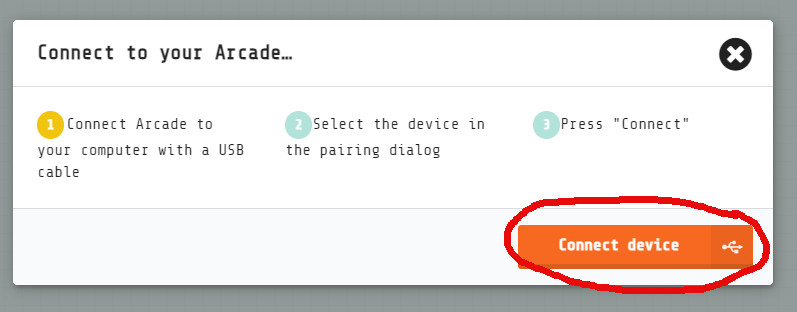 Connect to your Arcade…
1 Connect Arcade to
your computer with a USB
cable
2 Select the device in
the pairing dialog
3 Press "Connect"
Connect device